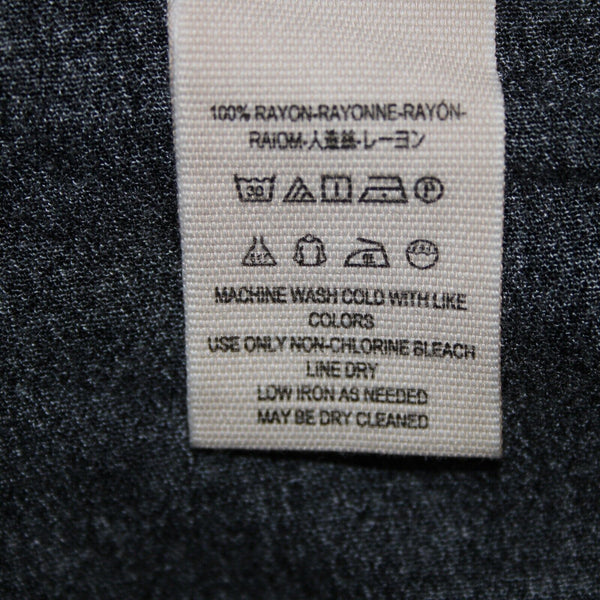 100% RAYON-RAYONNE-RAYÓN-
RAIOM-人造絲-レーヨン
30 P
MACHINE WASH COLD WITH LIKE
COLORS
USE ONLY NON-CHLORINE BLEACH
LINE DRY
LOW IRON AS NEEDED
MAY BE DRY CLEANED